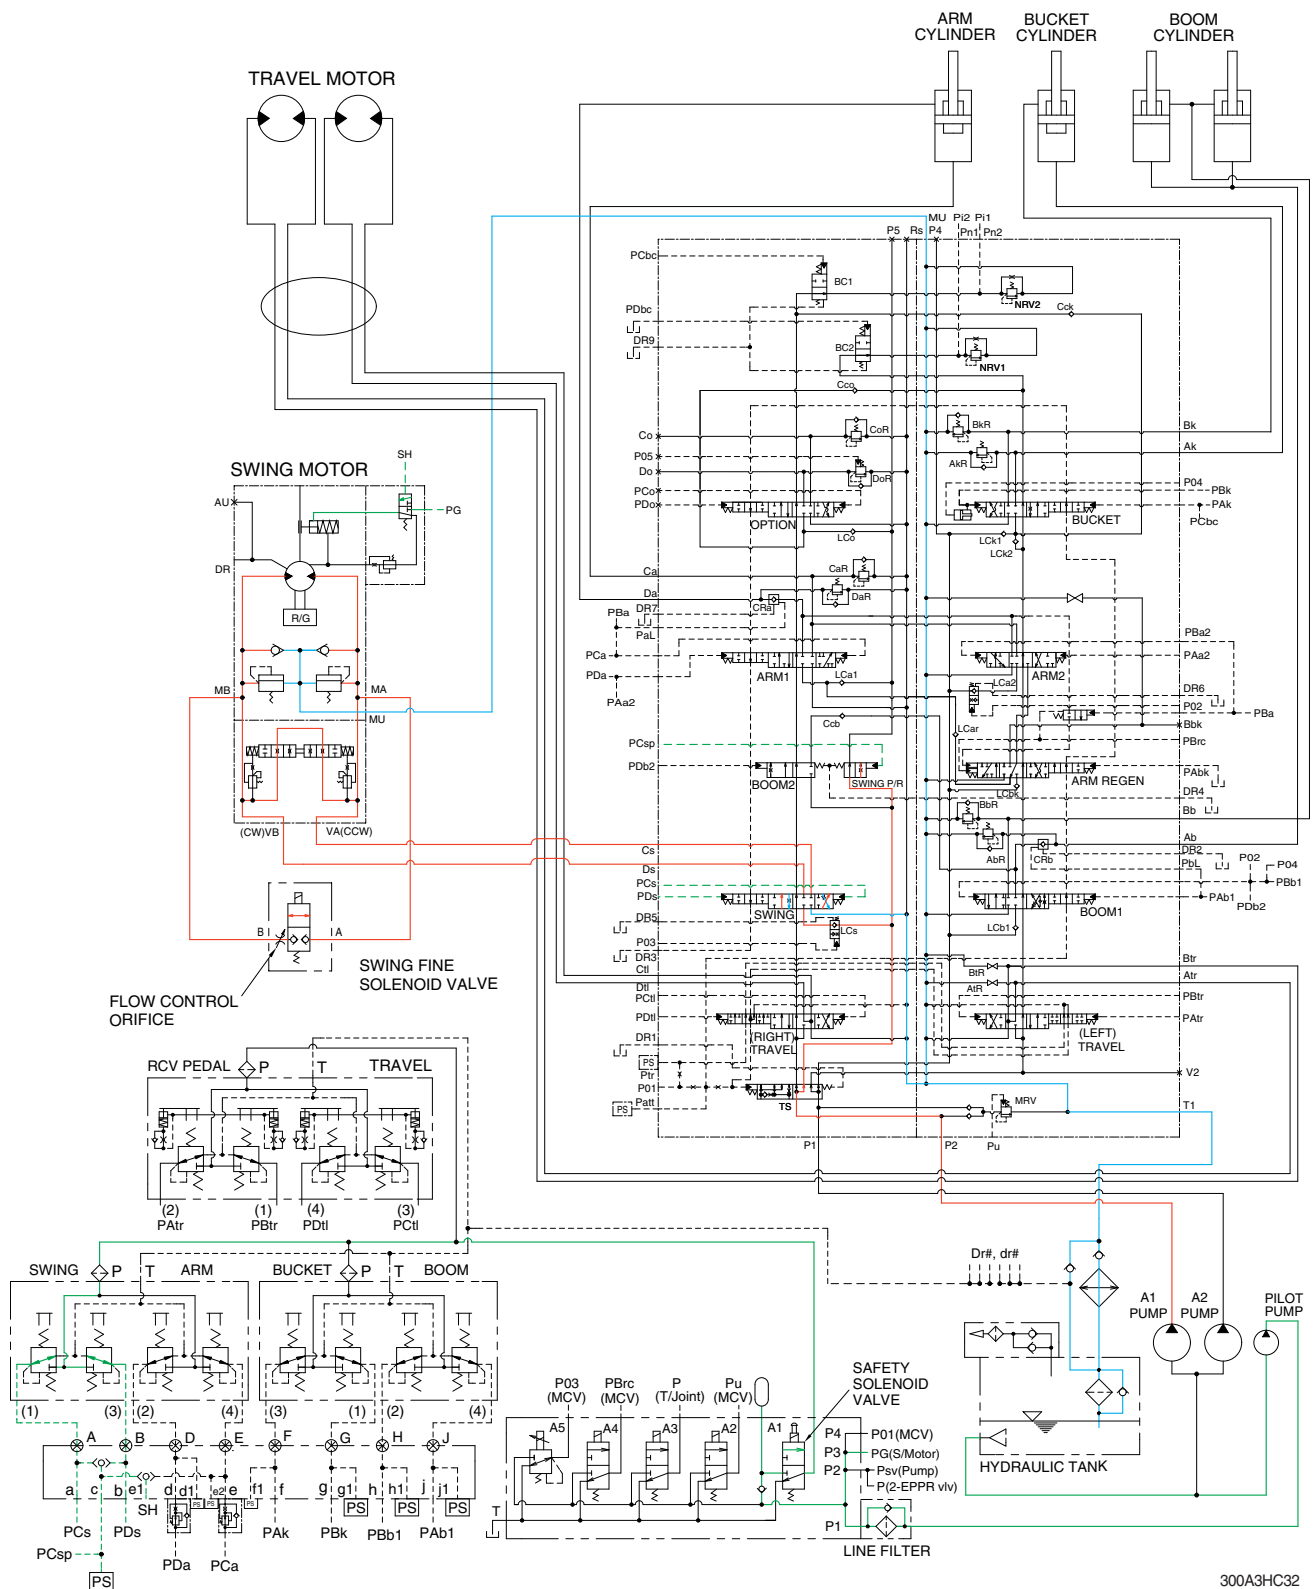 ARM
CYLINDER
BUCKET
CYLINDER
BOOM
CYLINDER
TRAVEL MOTOR
MU
Pi2
Pi1
P5
Rs
P4
Pn1
Pn2
PCbc
BC1
NRV2
Cck
PDbc
DR9
BC2
NRV1
Cco
Co
CoR
BkR
Bk
P05
Do
DoR
AkR
Ak
PCo
PDo
P04
PBk
PAk
PCbc
OPTION
BUCKET
LCo
LCk1
LCk2
SWING MOTOR
SH
AU
PG
DR
R/G
MB
MA
MU
(CW)VB
VA(CCW)
Ca
CaR
Da
DaR
CRa
DR7
PBa
PaL
PCa
PDa
PAa2
ARM1
LCa1
ARM2
LCa2
PBa2
PAa2
DR6
P02
PBa
Bbk
Ccb
LCar
PCsp
PDb2
PBrc
BOOM2
SWING P/R
ARM REGEN
PAbk
LCbk
DR4
BbR
Bb
AbR
CRb
Ab
DR2
PbL
P02
P04
PBb1
PAb1
PDb2
Cs
Ds
PCs
PDs
SWING
BOOM1
DR5
LCs
LCb1
P03
DR3
Ctl
BtR
Btr
AtR
Atr
Dtl
PCtl
PBtr
PDtl
PAtr
(RIGHT)
TRAVEL
(LEFT)
TRAVEL
DR1
PS
Ptr
P01
Patt
PS
TS
V2
MRV
T1
P1
P2
Pu
B
A
SWING FINE
SOLENOID VALVE
FLOW CONTROL
ORIFICE
RCV PEDAL
P
T
TRAVEL
(2)
(1)
(4)
(3)
PAtr
PBtr
PDtl
PCtl
SWING
P
T
ARM
BUCKET
P
T
BOOM
(1)
(3)
(2)
(4)
(3)
(1)
(2)
(4)
A
B
D
E
F
G
H
J
a
c
b
e1
d
d1
PS
PS
e2
e
PS
f1
f
g
g1
h
h1
j
j1
SH
PS
PS
PS
PCs
PDs
PAk
PBk
PBb1
PAb1
PCsp
PDa
PCa
PS
P03
(MCV)
PBrc
(MCV)
P
(T/Joint)
Pu
(MCV)
SAFETY
SOLENOID
VALVE
A5
A4
A3
A2
A1
P4
P01(MCV)
P3
PG(S/Motor)
P2
Psv(Pump)
P(2-EPPR vlv)
T
P1
LINE FILTER
Dr#, dr#
A1
PUMP
A2
PUMP
PILOT
PUMP
HYDRAULIC TANK
300A3HC32